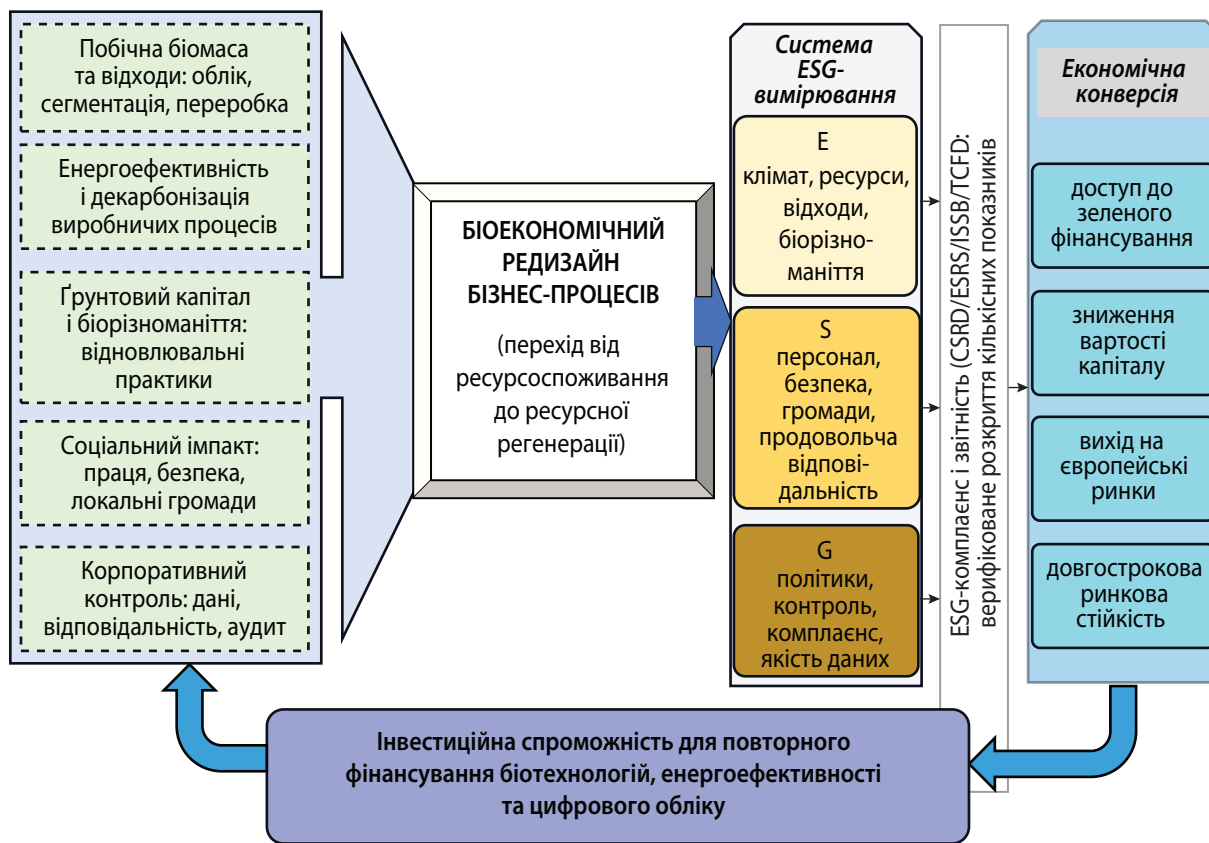 Побічна біомаса
та відходи: облік,
сегментація, переробка
Енергоефективність
і декарбонізація
виробничих процесів
Ґрунтовий капітал
і біорізноманіття:
відновлювальні
практики
Соціальний імпакт:
праця, безпека,
локальні громади
Корпоративний
контроль: дані,
відповідальність, аудит
БІОЕКОНОМІЧНИЙ
РЕДИЗАЙН
БІЗНЕС-ПРОЦЕСІВ
(перехід від
ресурсоспоживання
до ресурсної
регенерації)
Система
ESG-
вимірювання
E
клімат, ресурси,
відходи,
біорізно-
маніття
S
персонал,
безпека,
громади,
продовольча
відпові-
дальність
G
політики,
контроль,
комплаєнс,
якість даних
ESG-комплаєнс і звітність (CSRD/ESRS/ISSB/TCFD:
верифіковане розкриття кількісних показників
Економічна
конверсія
доступ до
зеленого
фінансування
зниження
вартості
капіталу
вихід на
європейські
ринки
довгострокова
ринкова
стійкість
Інвестиційна спроможність для повторного
фінансування біотехнологій, енергоефективності
та цифрового обліку